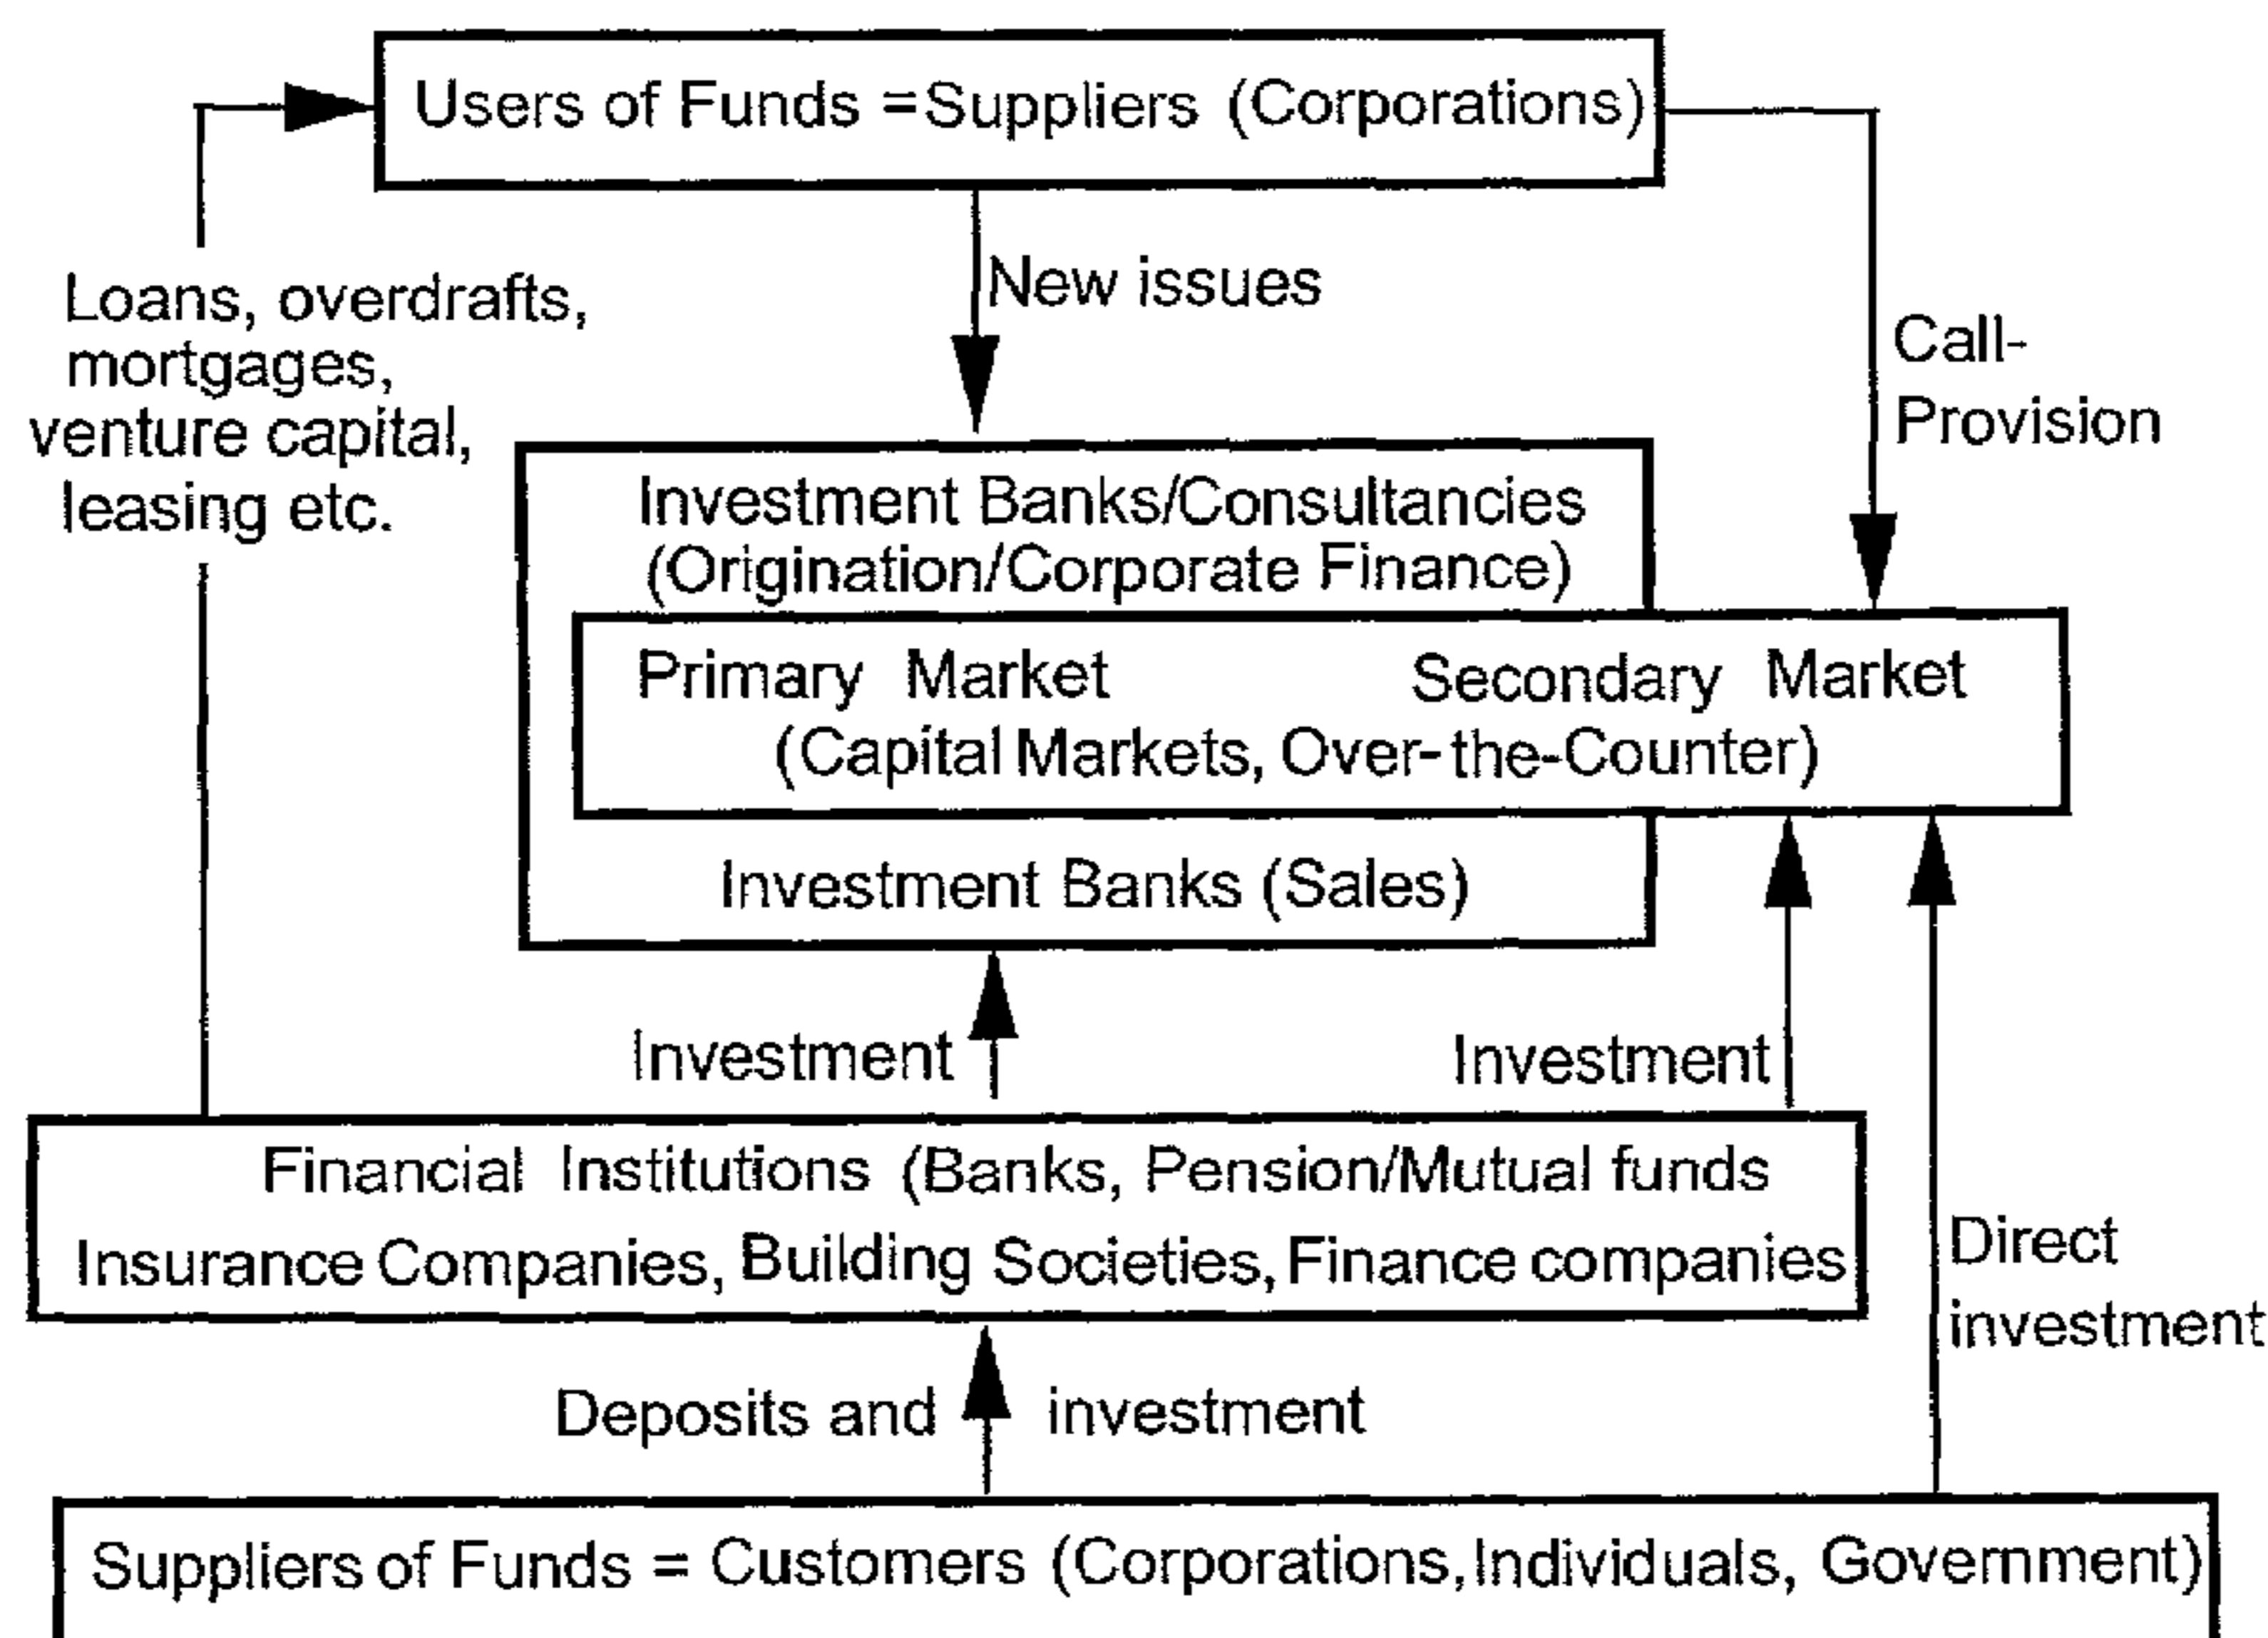 Users of Funds =Suppliers (Corporations)
New issues
Loans, overdrafts,
mortgages,
venture capital,
leasing etc.
Call-
Provision
Investment Banks/Consultancies
(Origination/Corporate Finance)
Primary Market Secondary Market
(Capital Markets, Over-the-Counter)
Investment Banks (Sales)
Investment Investment
Financial Institutions (Banks, Pension/Mutual funds
Insurance Companies, Building Societies, Finance companies
Direct
investment
Deposits and investment
Suppliers of Funds = Customers (Corporations, Individuals, Government)